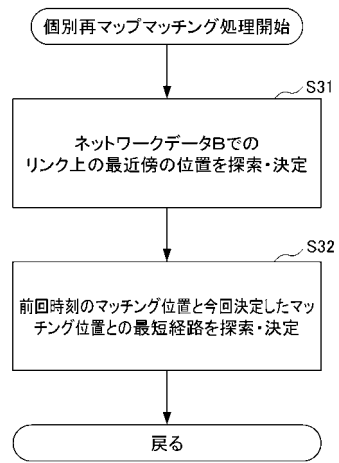 個別再マップマッチング処理開始
S31
ネットワークデータBでの
リンク上の最近傍の位置を探索・決定
S32
前回時刻のマッチング位置と今回決定したマッ
チング位置との最短経路を探索・決定
戻る